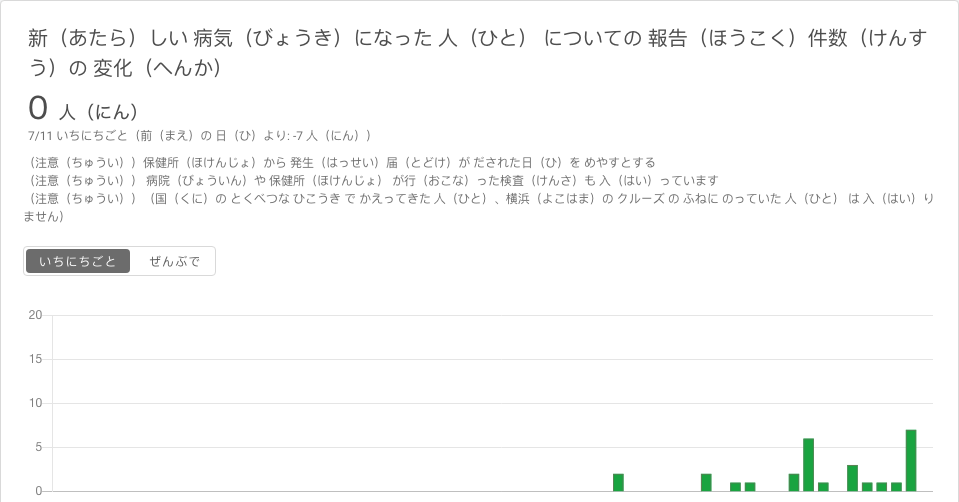 新（あたら）しい 病気（びょうき）になった 人（ひと） についての 報告（ほうこく）件数（けんす
う）の 変化（へんか）
0 人（にん）
7/11 いちにちごと（前（まえ）の 日（ひ）より: -7 人（にん））
（注意（ちゅうい））保健所（ほけんじょ）から 発生（はっせい）届（とどけ）が だされた日（ひ）を めやすとする
（注意（ちゅうい）） 病院（びょういん）や 保健所（ほけんじょ） が行（おこな）った検査（けんさ）も 入（はい）っています
（注意（ちゅうい））（国（くに）の とくべつな ひこうき で かえってきた 人（ひと）、横浜（よこはま）の クルーズ の ふねに のっていた 人（ひと） は 入（はい）り
ません）
いちにちごと ぜんぶで
20
15
10
5
0